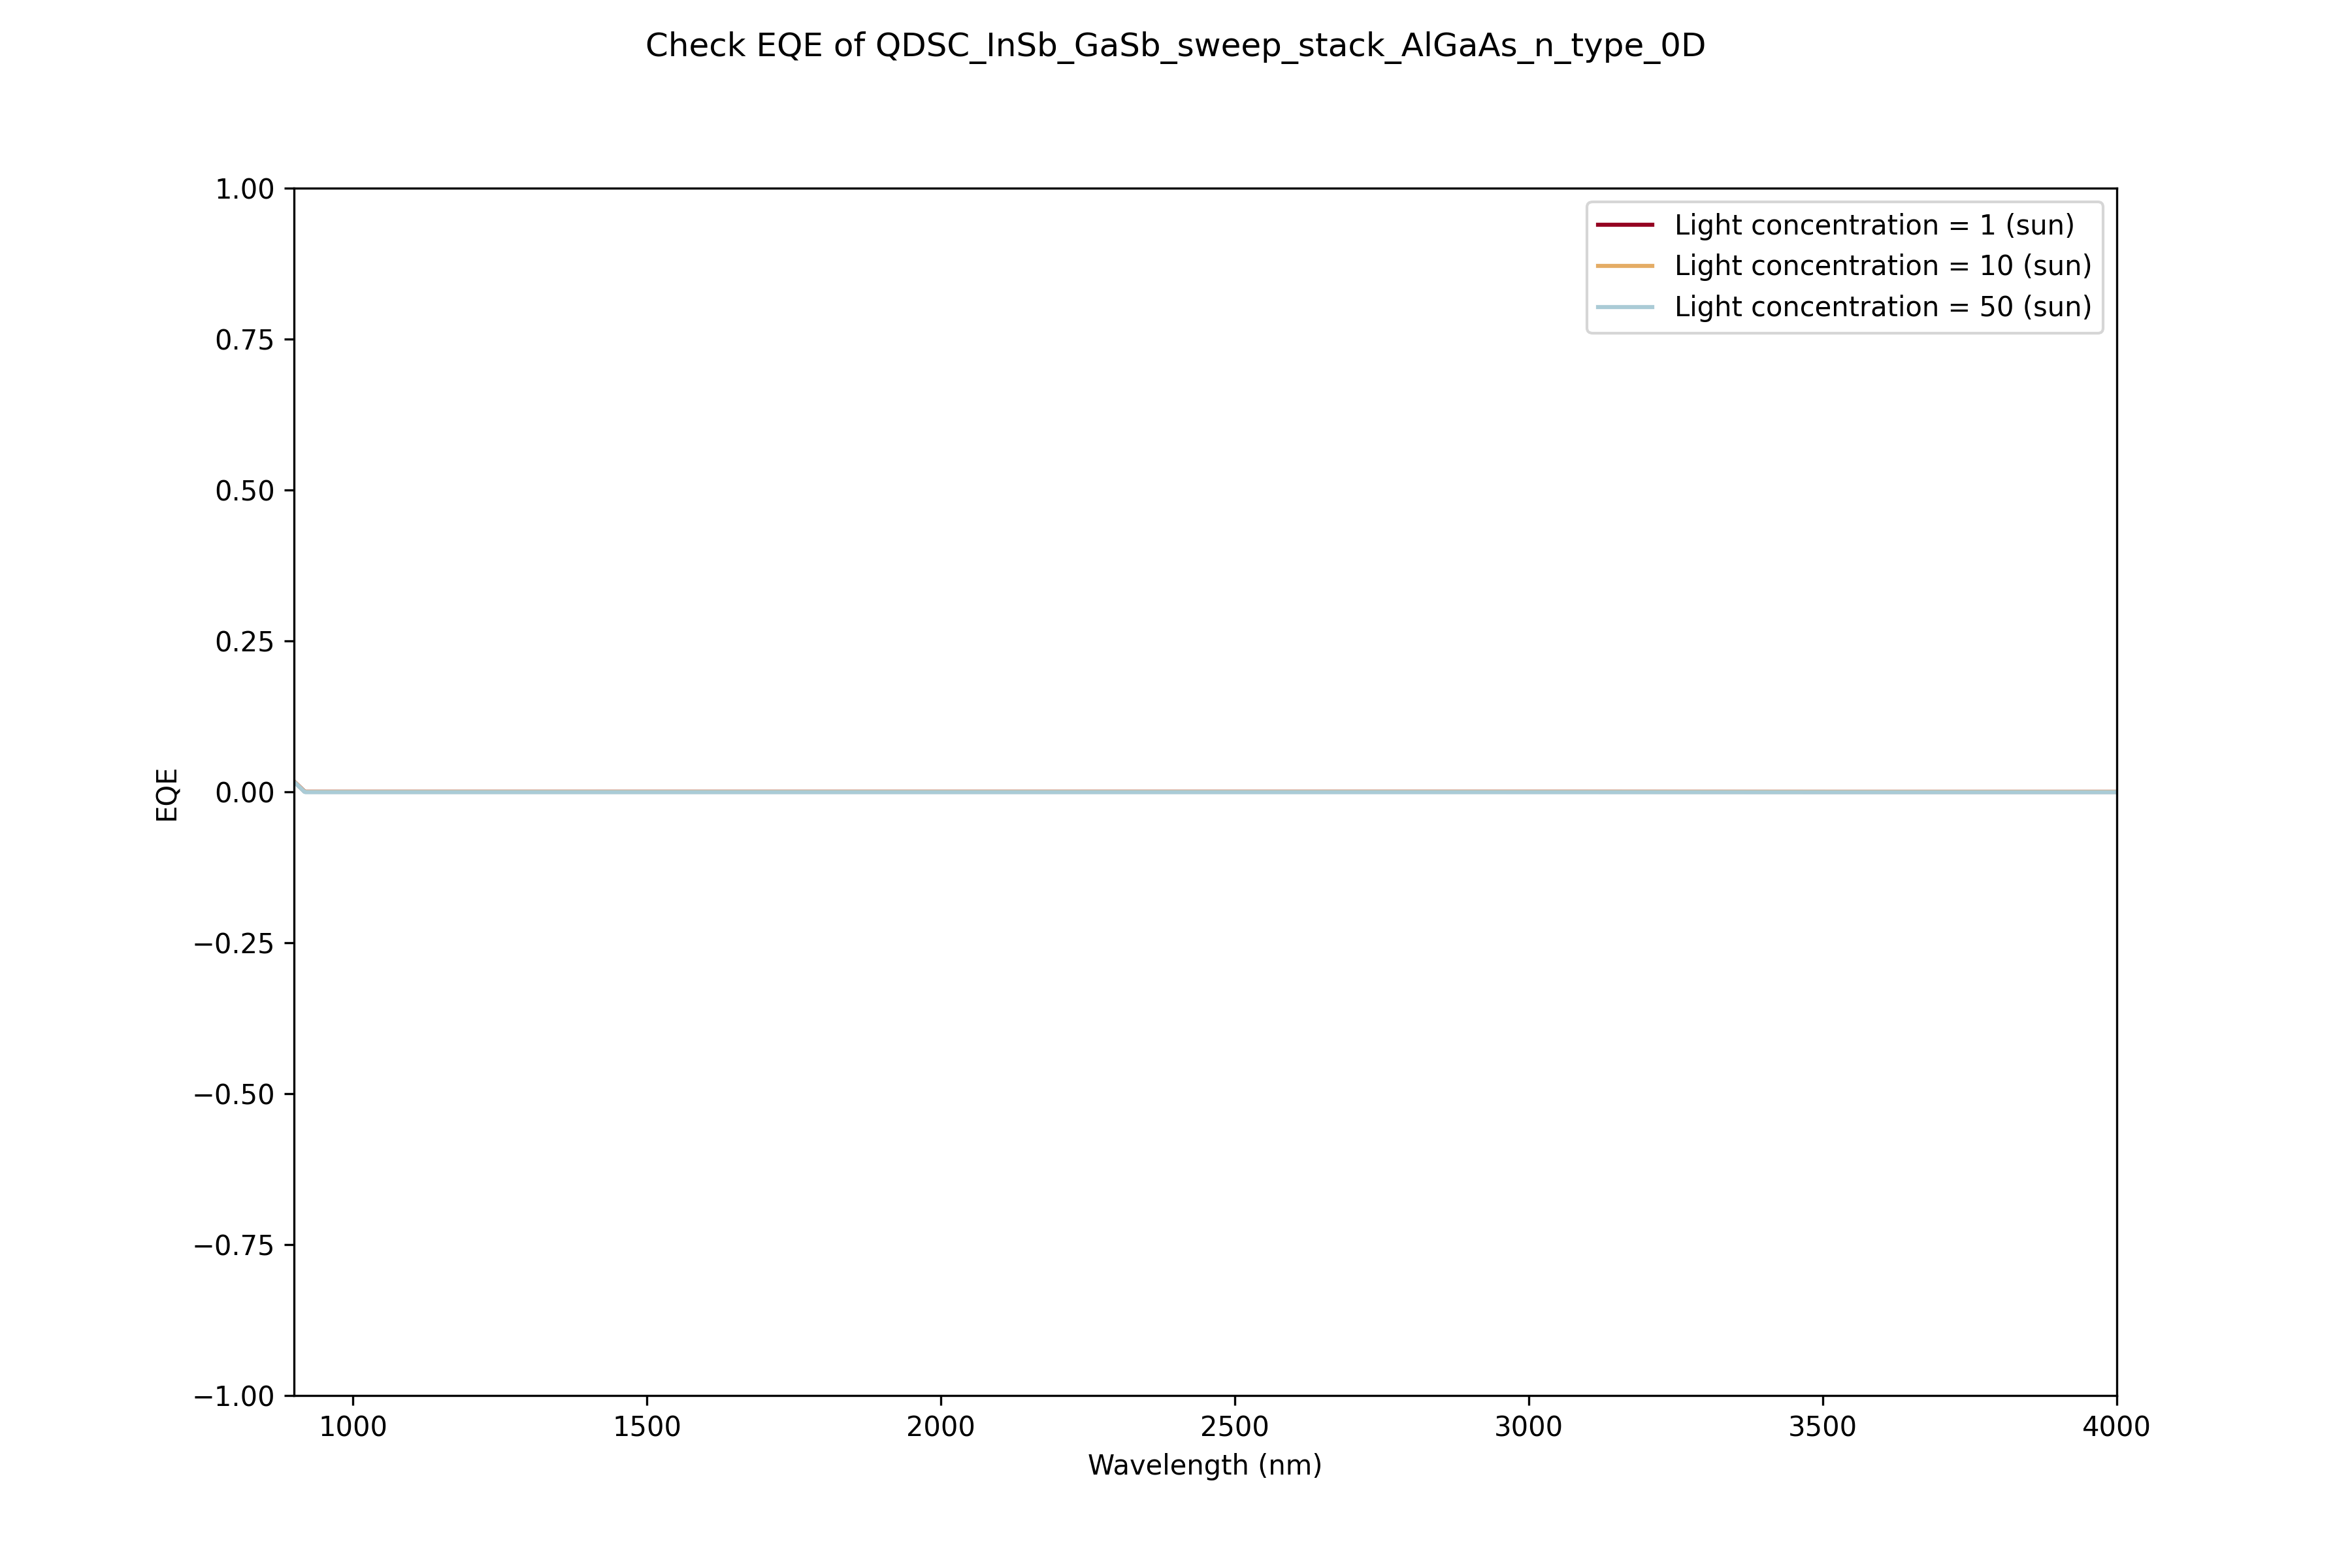 Check EQE of QDSC_InSb_GaSb_sweep_stack_AlGaAs_n_type_0D
1.00
0.75
0.50
0.25
0.00
−0.25
−0.50
−0.75
−1.00
EQE
Light concentration = 1 (sun)
Light concentration = 10 (sun)
Light concentration = 50 (sun)
1000 1500 2000 2500 3000 3500 4000
Wavelength (nm)